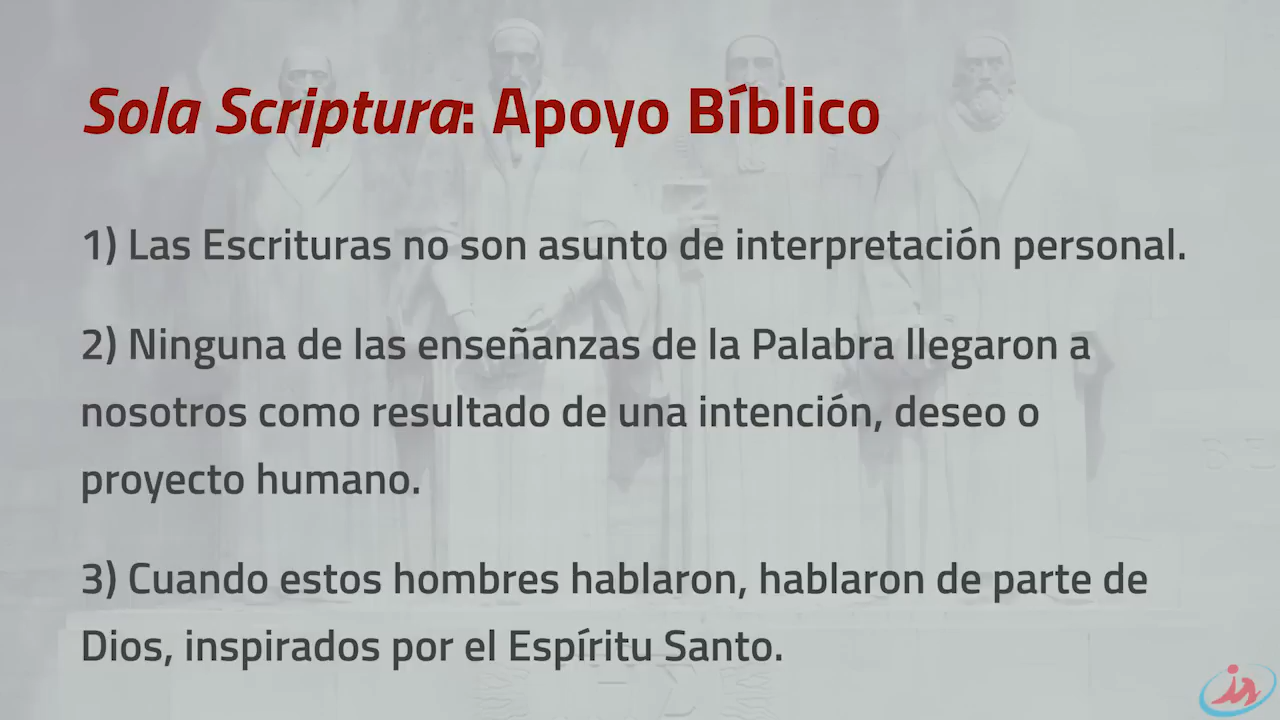 Sola Scriptura: Apoyo Bíblico
1) Las Escrituras no son asunto de interpretación personal.
2) Ninguna de las enseñanzas de la Palabra llegaron a
nosotros como resultado de una intención, deseo o
proyecto humano.
3) Cuando estos hombres hablaron, hablaron de parte de
Dios, inspirados por el Espíritu Santo.